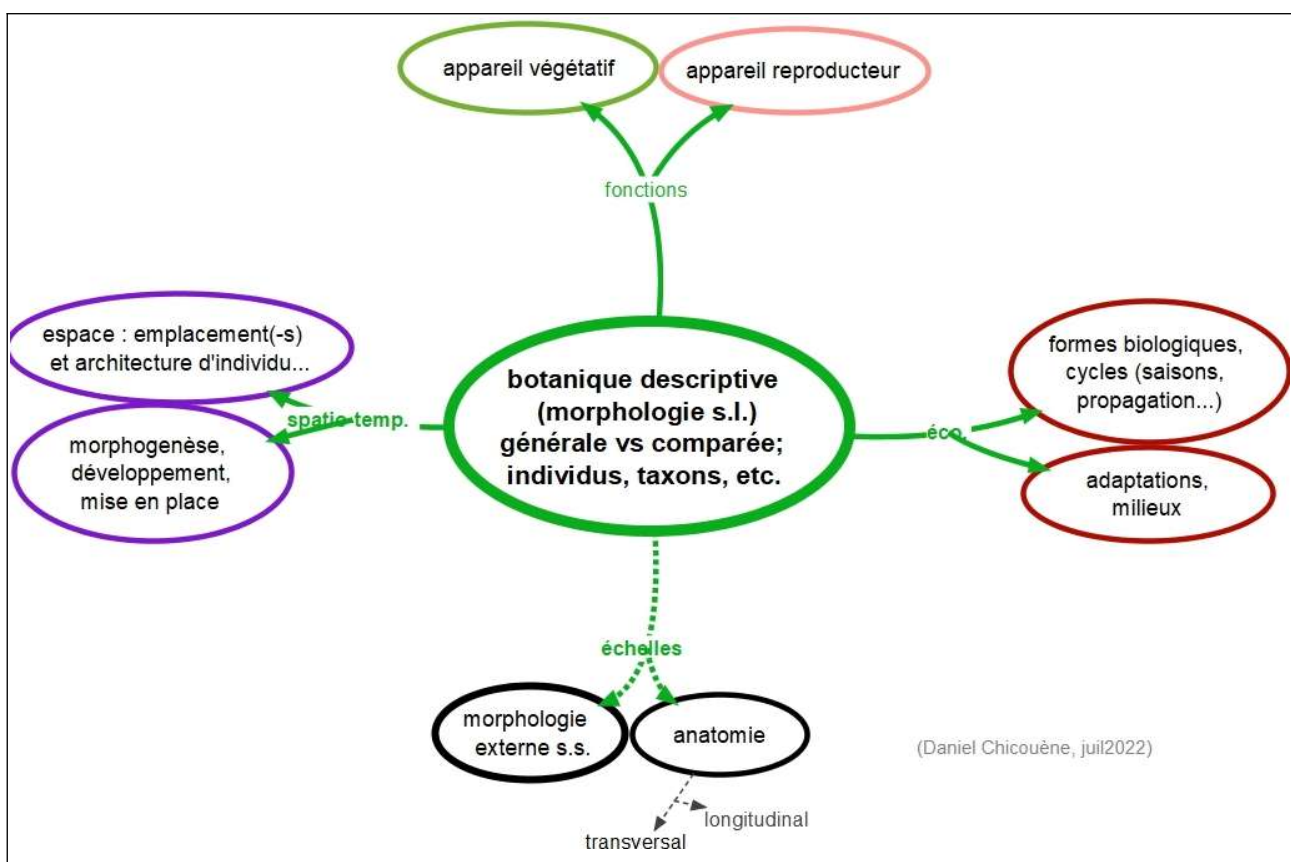 appareil végétatif
appareil reproducteur
fonctions
espace : emplacement(-s)
et architecture d'individu...
spatio-temp.
morphogenèse,
développement,
mise en place
botanique descriptive
(morphologie s.l.)
générale vs comparée;
individus, taxons, etc.
formes biologiques,
cycles (saisons,
propagation...)
éco.
adaptations,
milieux
échelles
morphologie
externe s.s.
anatomie
(Daniel Chicouène, juil2022)
longitudinal
transversal